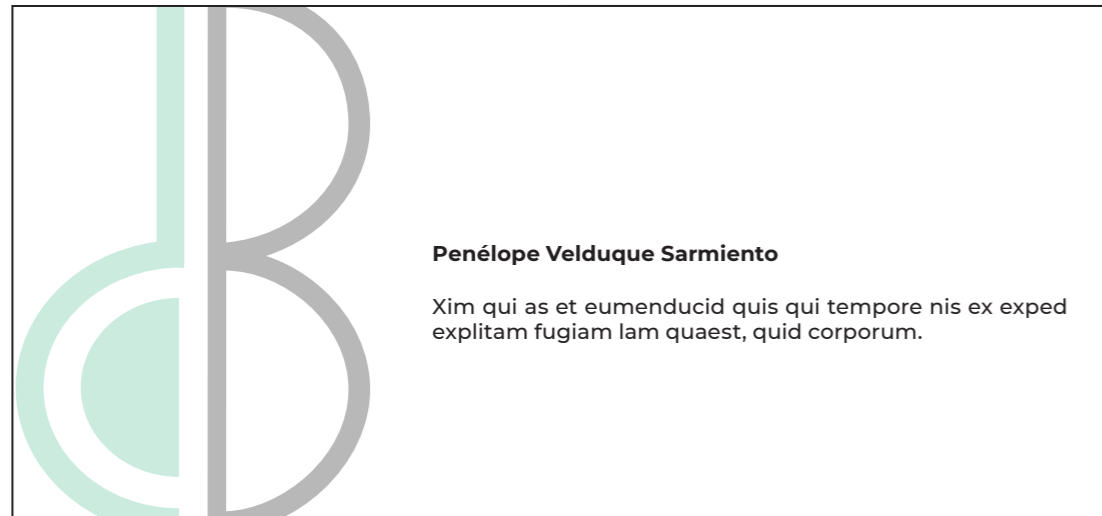 Penélope Velduque Sarmiento
Xim qui as et eumenducid quis qui tempore nis ex exped
explitam fugiam lam quaest, quid corporum.